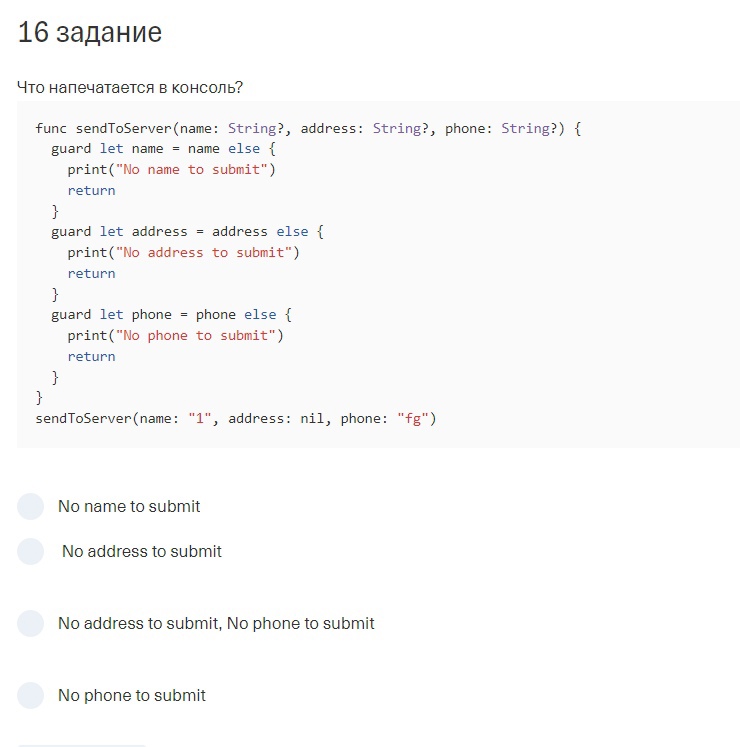 16 задание
Что напечатается в консоль?
func sendToServer(name: String?, address: String?, phone: String?) {
guard let name = name else {
print("No name to submit")
return
}
guard let address = address else {
print("No address to submit")
return
}
guard let phone = phone else {
print("No phone to submit")
return
}
}
sendToServer(name: "1", address: nil, phone: "fg")
No name to submit
No address to submit
No address to submit, No phone to submit
No phone to submit